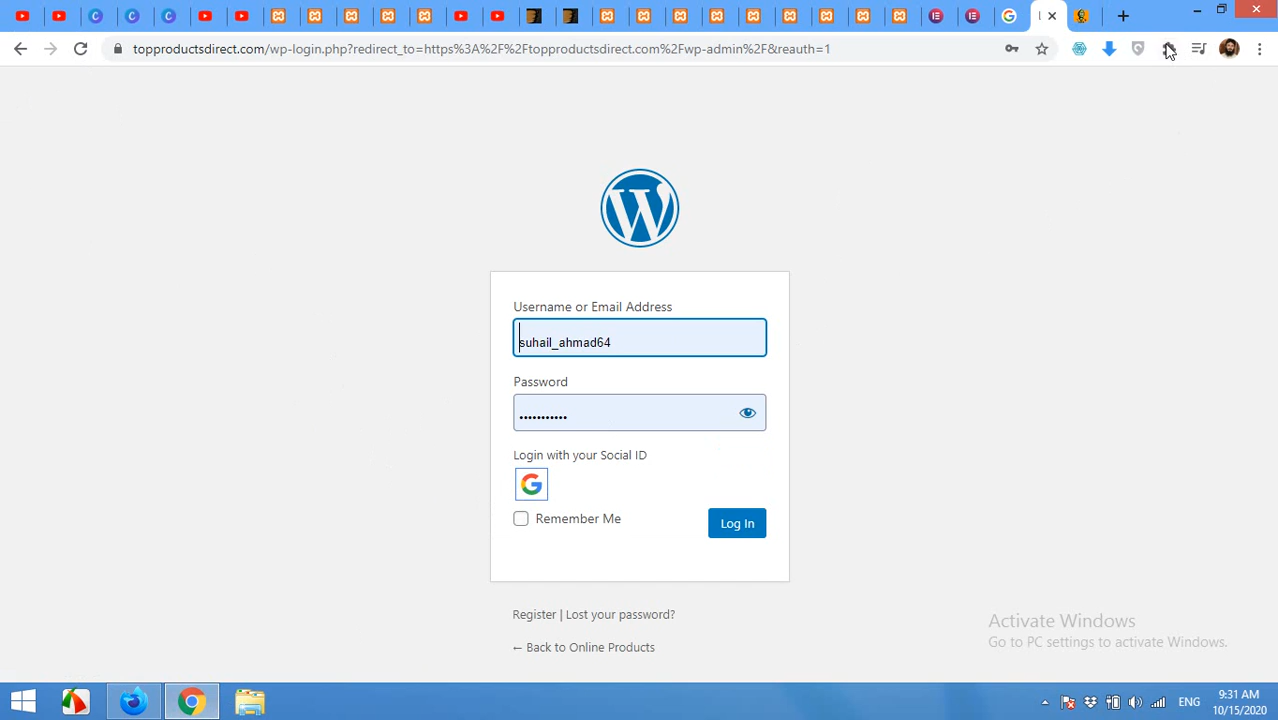 topproductsdirect.com/wp-login.php?redirect_to=https%3A%2F%2Ftopproductsdirect.com%2Fwp-admin%2F&reauth=1
Username or Email Address
suhail_ahmad64
Password
•••••••••••
Login with your Social ID
Remember Me
Log In
Register | Lost your password?
← Back to Online Products
Activate Windows
Go to PC settings to activate Windows.
ENG
9:31 AM
10/15/2020